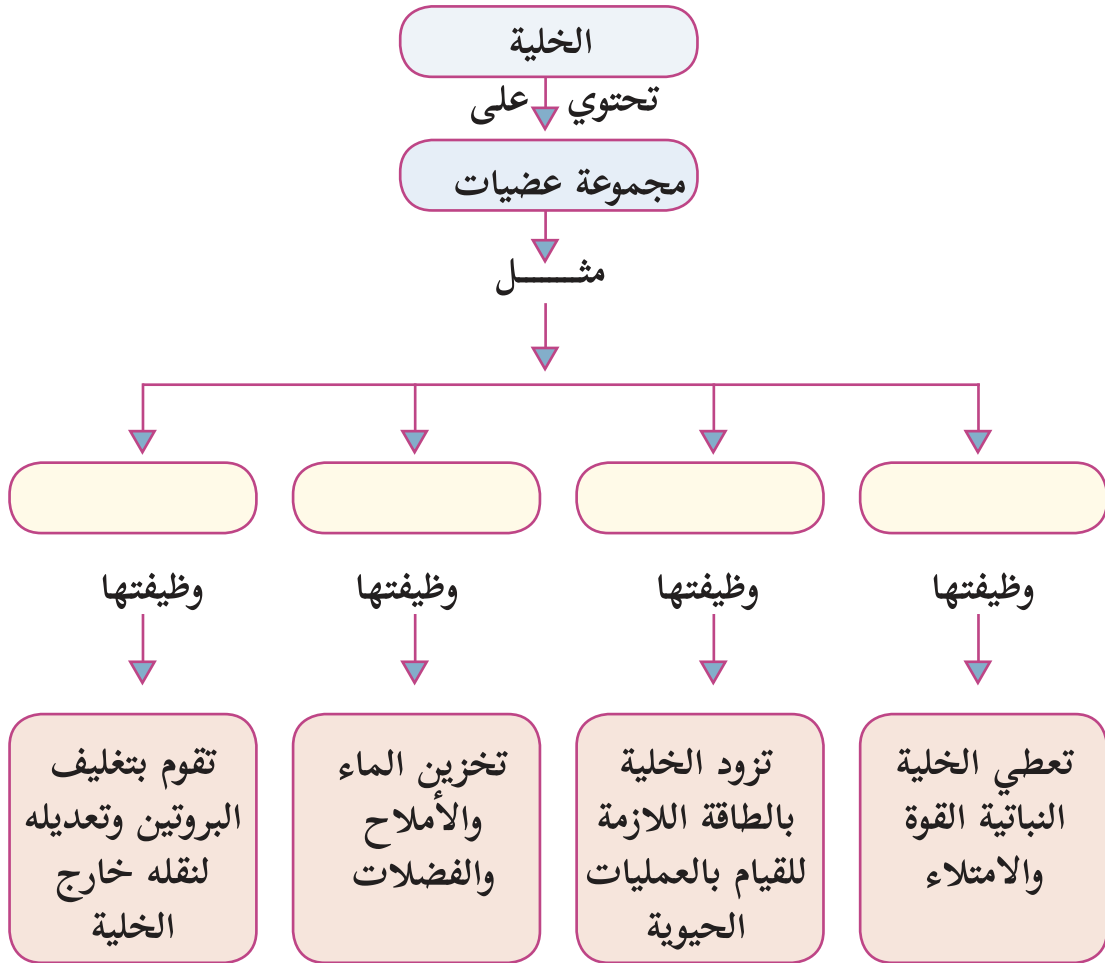 الخلية
تحتوي على
مجموعة عضيات
مثـــــل
وظيفتها
وظيفتها
وظيفتها
وظيفتها
تعطي الخلية
النباتية القوة
والامتلاء
تزود الخلية
بالطاقة اللازمة
للقيام بالعمليات
الحيوية
تخزين الماء
والأملاح
والفضلات
تقوم بتغليف
البروتين وتعديله
لنقله خارج
الخلية